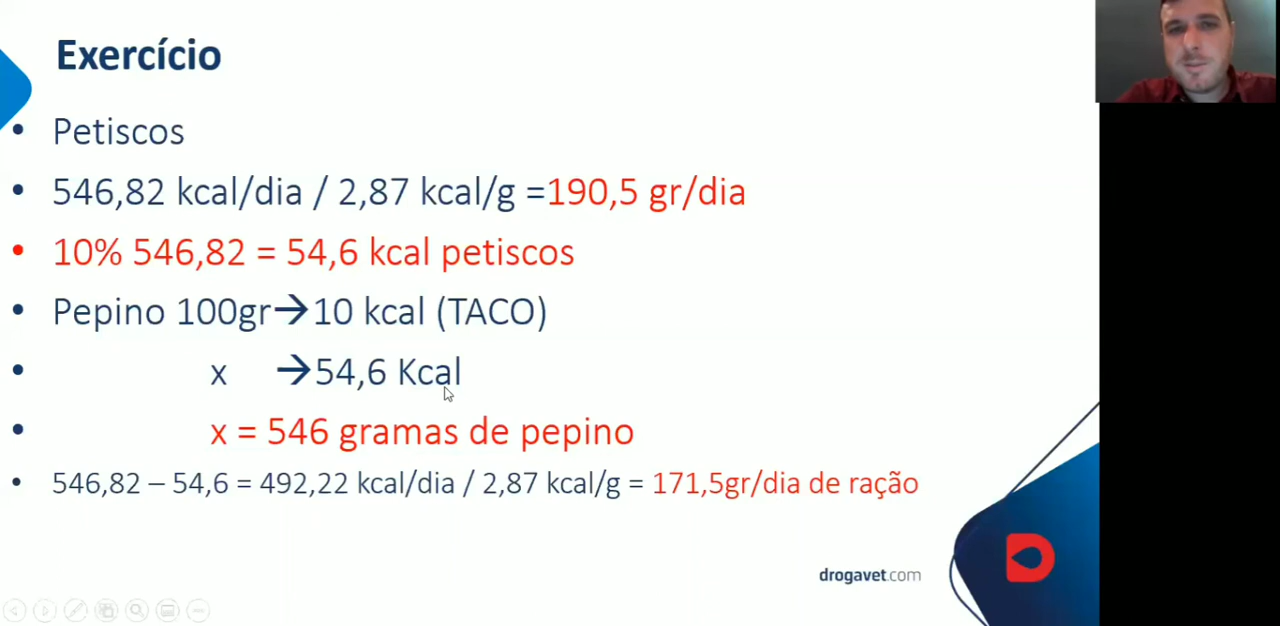 Exercício
• Petiscos
• 546,82 kcal/dia / 2,87 kcal/g =190,5 gr/dia
• 10% 546,82 = 54,6 kcal petiscos
• Pepino 100gr→10 kcal (TACO)
• x →54,6 Kcal
• x = 546 gramas de pepino
• 546,82 – 54,6 = 492,22 kcal/dia / 2,87 kcal/g = 171,5gr/dia de ração
drogavet.com